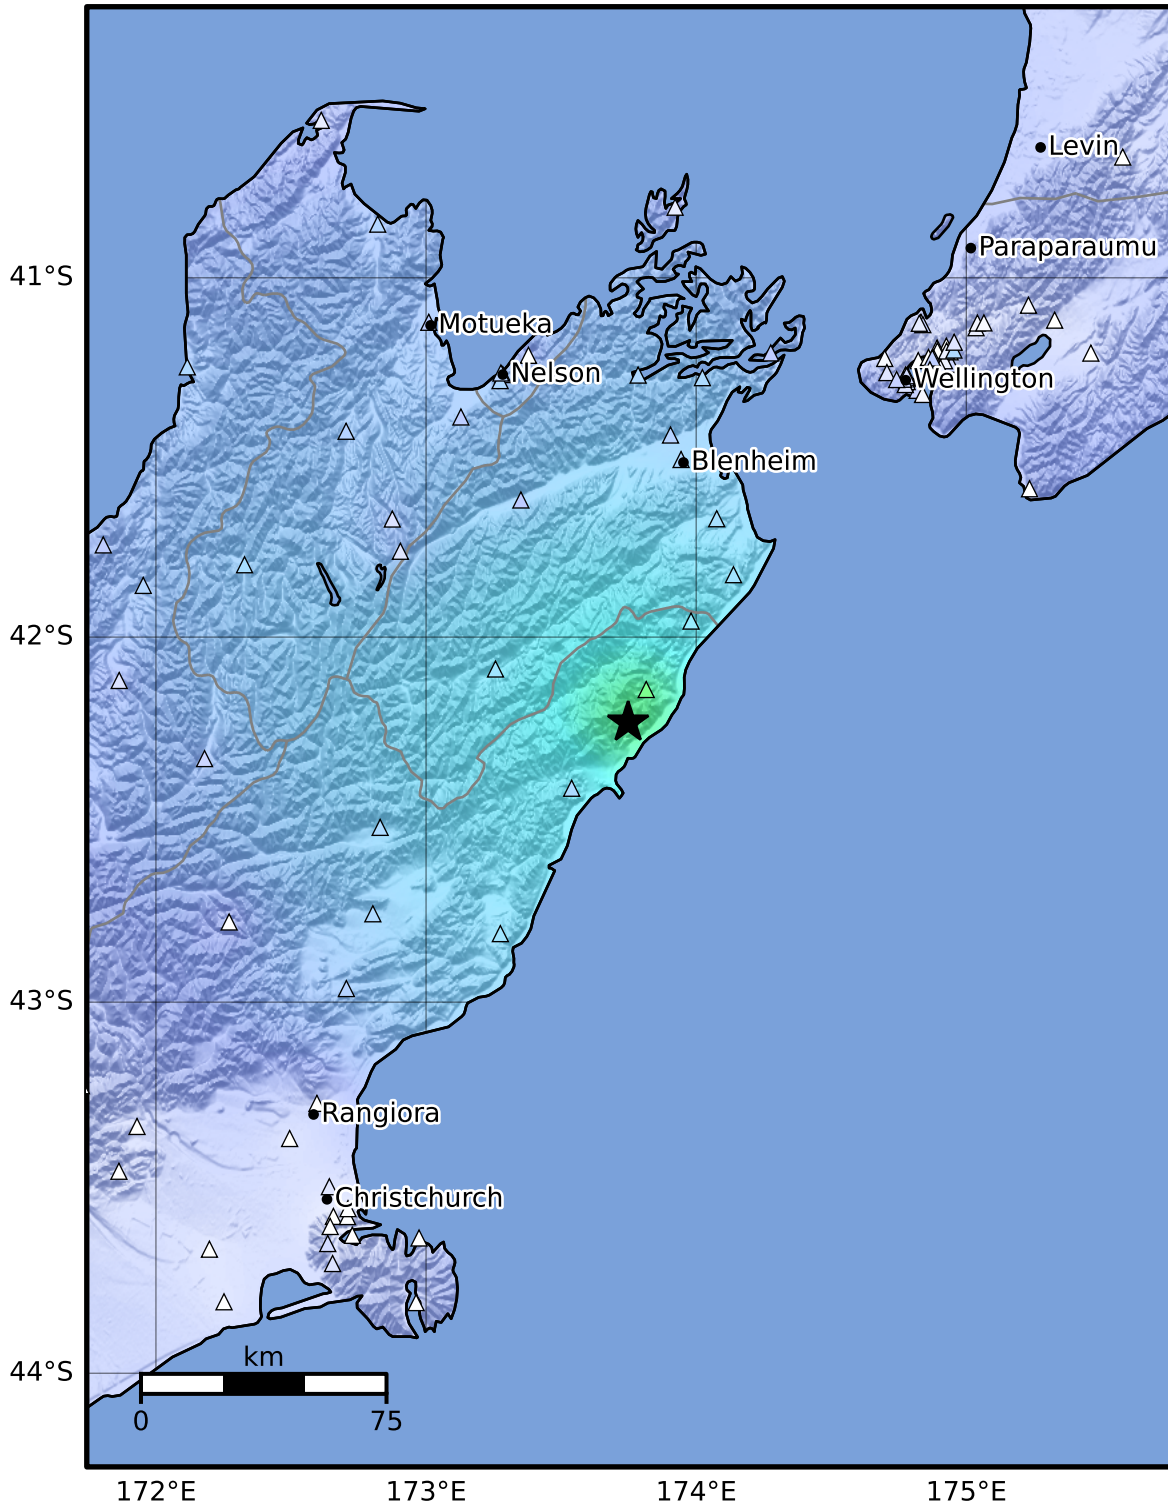 Levin
41°S
Paraparaumu
Motueka
Nelson
Wellington
Blenheim
42°S
43°S
Rangiora
Christchurch
44°S
km
0 75
172°E 173°E 174°E 175°E